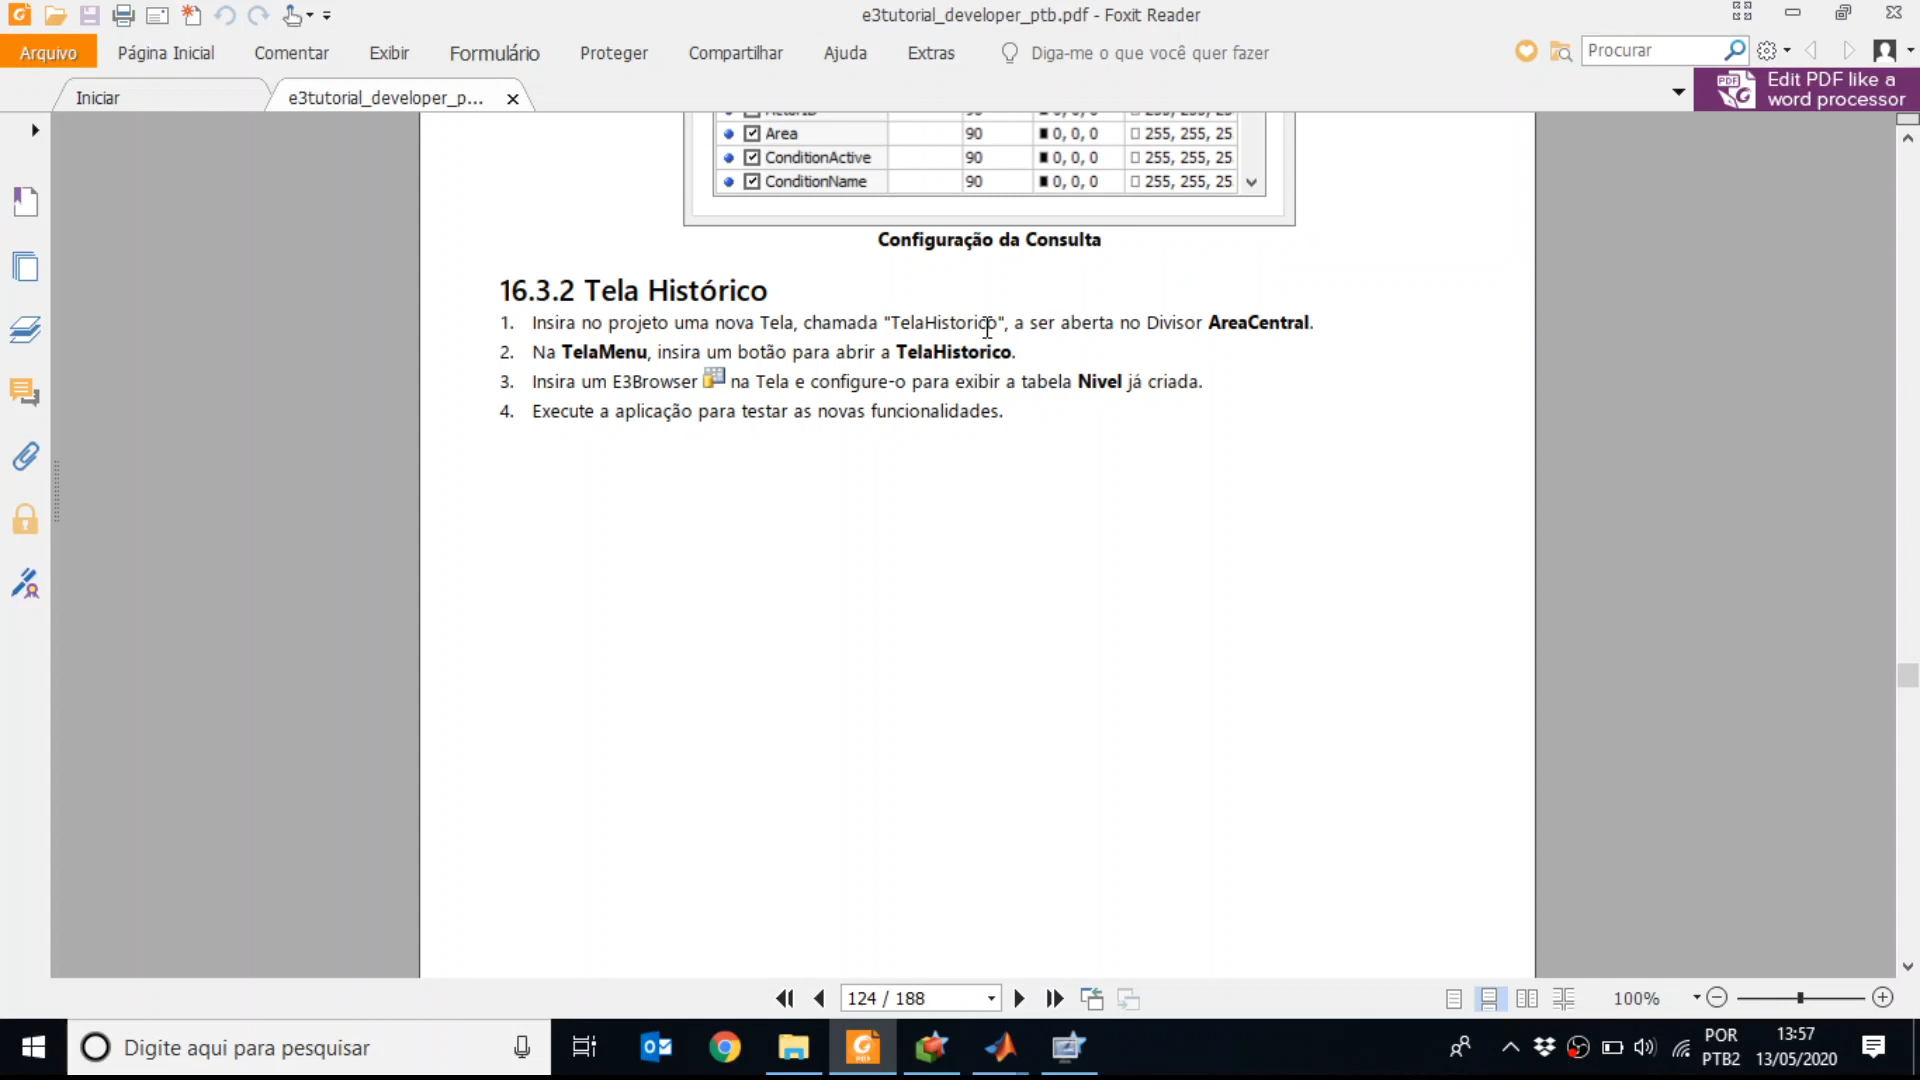 e3tutorial_developer_ptb.pdf - Foxit Reader
Arquivo Página Inicial Comentar Exibir Formulário Proteger Compartilhar Ajuda Extras Diga-me o que você quer fazer Procurar
Iniciar e3tutorial_developer_p... Edit PDF like a
word processor
Area 90 0, 0, 0 255, 255, 25
ConditionActive 90 0, 0, 0 255, 255, 25
ConditionName 90 0, 0, 0 255, 255, 25
Configuração da Consulta
16.3.2 Tela Histórico
1. Insira no projeto uma nova Tela, chamada "TelaHistorico", a ser aberta no Divisor AreaCentral.
2. Na TelaMenu, insira um botão para abrir a TelaHistorico.
3. Insira um E3Browser na Tela e configure-o para exibir a tabela Nivel já criada.
4. Execute a aplicação para testar as novas funcionalidades.
124 / 188 100%
Digite aqui para pesquisar POR 13:57
PTB2 13/05/2020